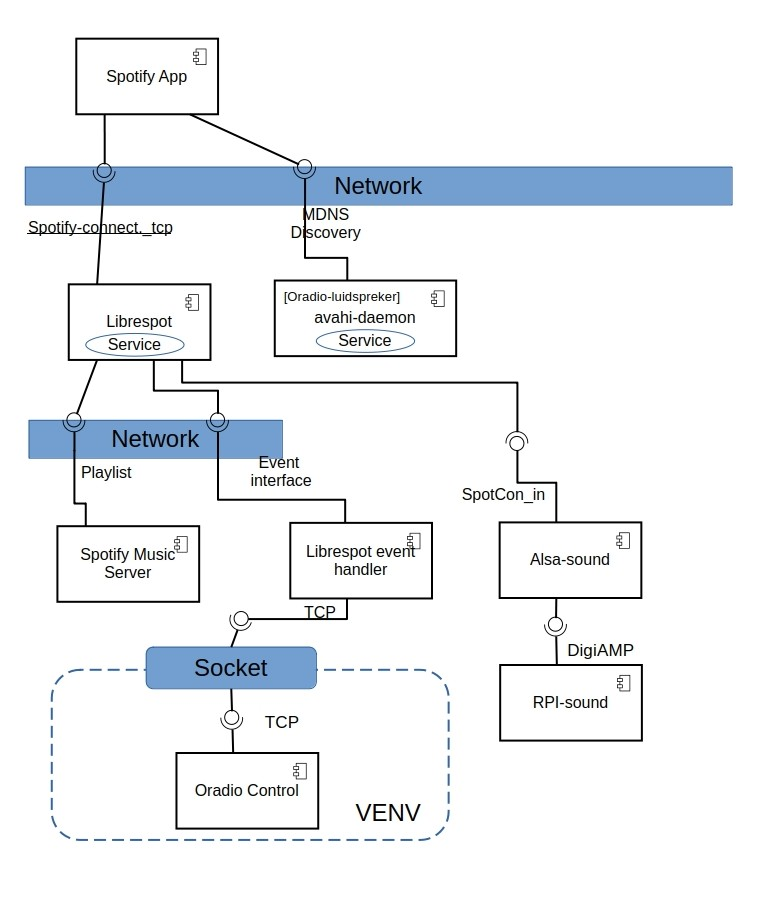 Spotify App
Network
Spotify-connect._tcp
MDNS
Discovery
[Oradio-luidspreker]
Librespot
avahi-daemon
Service
Service
Network
Playlist
Event
interface
SpotCon_in
Spotify Music
Server
Librespot event
handler
Alsa-sound
TCP
DigiAMP
Socket
RPI-sound
TCP
Oradio Control
VENV